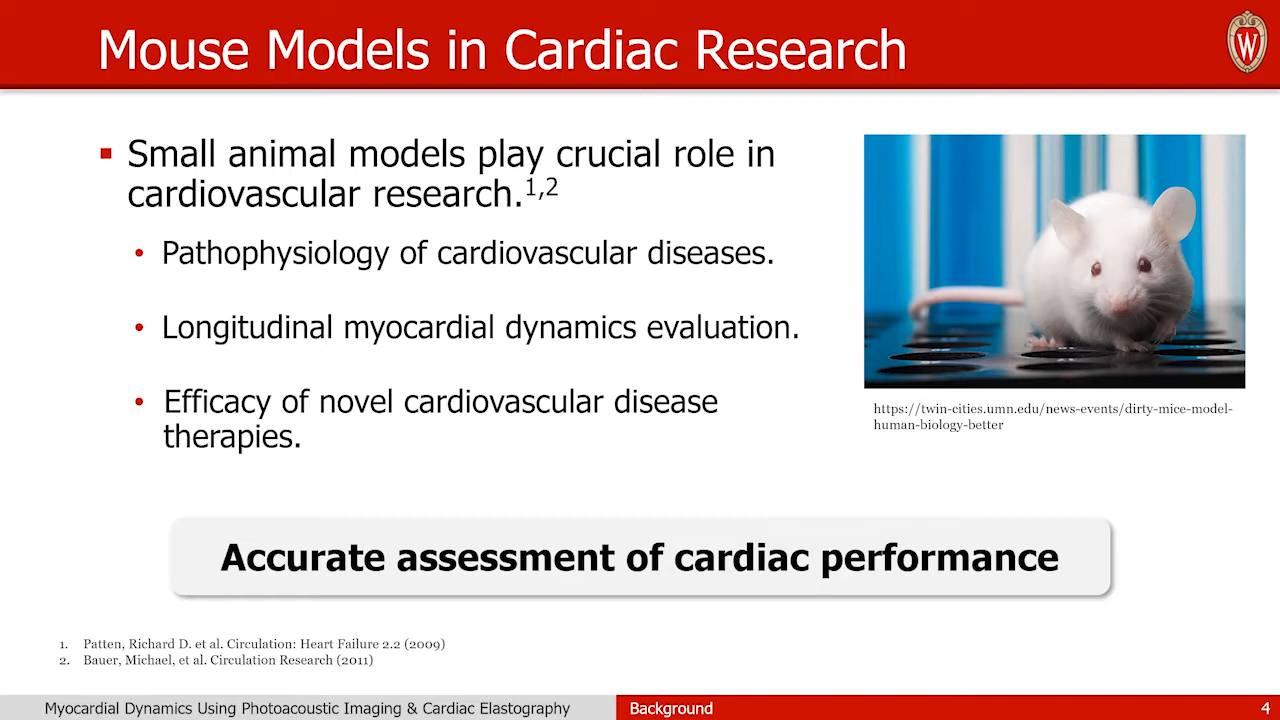 Mouse Models in Cardiac Research
W
▪ Small animal models play crucial role in
cardiovascular research.1,2
• Pathophysiology of cardiovascular diseases.
• Longitudinal myocardial dynamics evaluation.
• Efficacy of novel cardiovascular disease
therapies.
https://twin-cities.umn.edu/news-events/dirty-mice-model-
human-biology-better
Accurate assessment of cardiac performance
1. Patten, Richard D. et al. Circulation: Heart Failure 2.2 (2009)
2. Bauer, Michael, et al. Circulation Research (2011)
Myocardial Dynamics Using Photoacoustic Imaging & Cardiac Elastography
Background
4